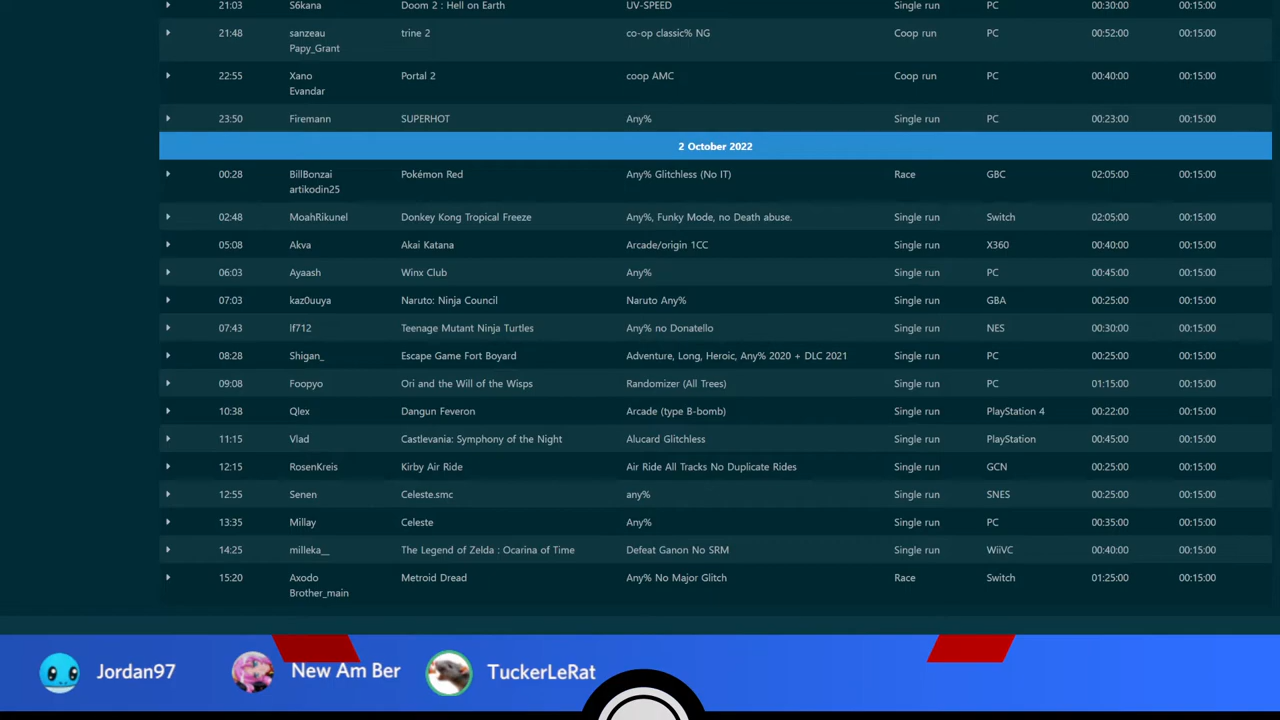 21:03 S6kana Doom 2 : Hell on Earth UV-SPEED Single run PC 00:30:00 00:15:00
21:48 sanzeau trine 2 co-op classic% NG Coop run PC 00:52:00 00:15:00
Papy_Grant
22:55 Xano Portal 2 coop AMC Coop run PC 00:40:00 00:15:00
Evandar
23:50 Firemann SUPERHOT Any% Single run PC 00:23:00 00:15:00
2 October 2022
00:28 BillBonzai Pokémon Red Any% Glitchless (No IT) Race GBC 02:05:00 00:15:00
artikodin25
02:48 MoahRikunel Donkey Kong Tropical Freeze Any%, Funky Mode, no Death abuse. Single run Switch 02:05:00 00:15:00
05:08 Akva Akai Katana Arcade/origin 1CC Single run X360 00:40:00 00:15:00
06:03 Ayaash Winx Club Any% Single run PC 00:45:00 00:15:00
07:03 kaz0uuya Naruto: Ninja Council Naruto Any% Single run GBA 00:25:00 00:15:00
07:43 lf712 Teenage Mutant Ninja Turtles Any% no Donatello Single run NES 00:30:00 00:15:00
08:28 Shigan_ Escape Game Fort Boyard Adventure, Long, Heroic, Any% 2020 + DLC 2021 Single run PC 00:25:00 00:15:00
09:08 Foopyo Ori and the Will of the Wisps Randomizer (All Trees) Single run PC 01:15:00 00:15:00
10:38 Qlex Dangun Feveron Arcade (type B-bomb) Single run PlayStation 4 00:22:00 00:15:00
11:15 Vlad Castlevania: Symphony of the Night Alucard Glitchless Single run PlayStation 00:45:00 00:15:00
12:15 RosenKreis Kirby Air Ride Air Ride All Tracks No Duplicate Rides Single run GCN 00:25:00 00:15:00
12:55 Senen Celeste.smc any% Single run SNES 00:25:00 00:15:00
13:35 Millay Celeste Any% Single run PC 00:35:00 00:15:00
14:25 milleka__ The Legend of Zelda : Ocarina of Time Defeat Ganon No SRM Single run WiiVC 00:40:00 00:15:00
15:20 Axodo Metroid Dread Any% No Major Glitch Race Switch 01:25:00 00:15:00
Brother_main
Jordan97 New Am Ber TuckerLeRat